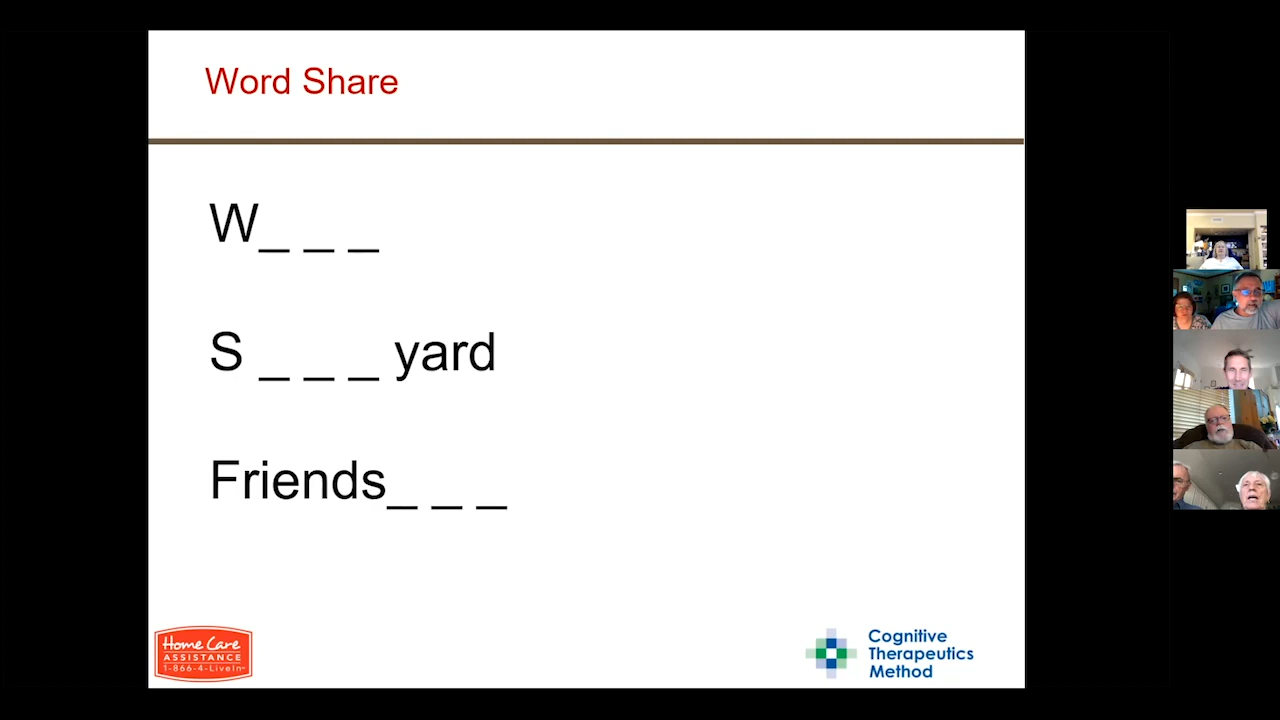 Word Share
W_ _ _
S _ _ _ yard
Friends_ _ _
Home Care
ASSISTANCE
1-866-4-LiveIn
Cognitive
Therapeutics
Method